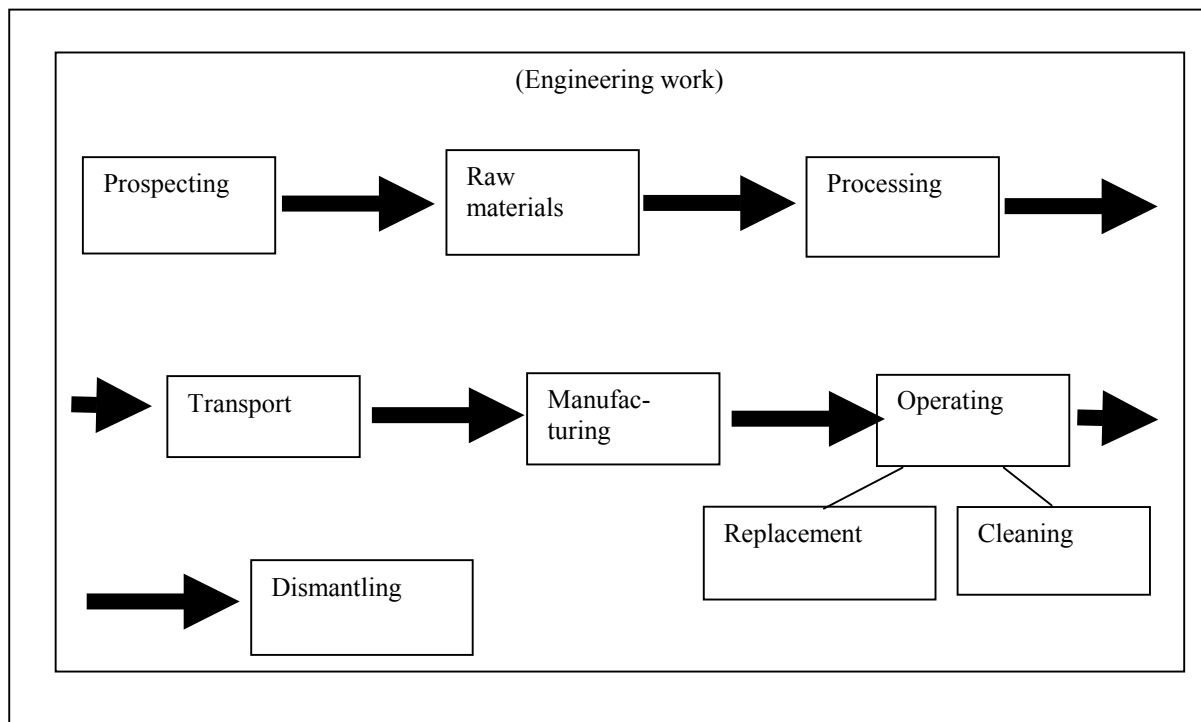 (Engineering work)
Prospecting
Raw
materials
Processing
Transport
Manufac-
turing
Operating
Replacement
Cleaning
Dismantling